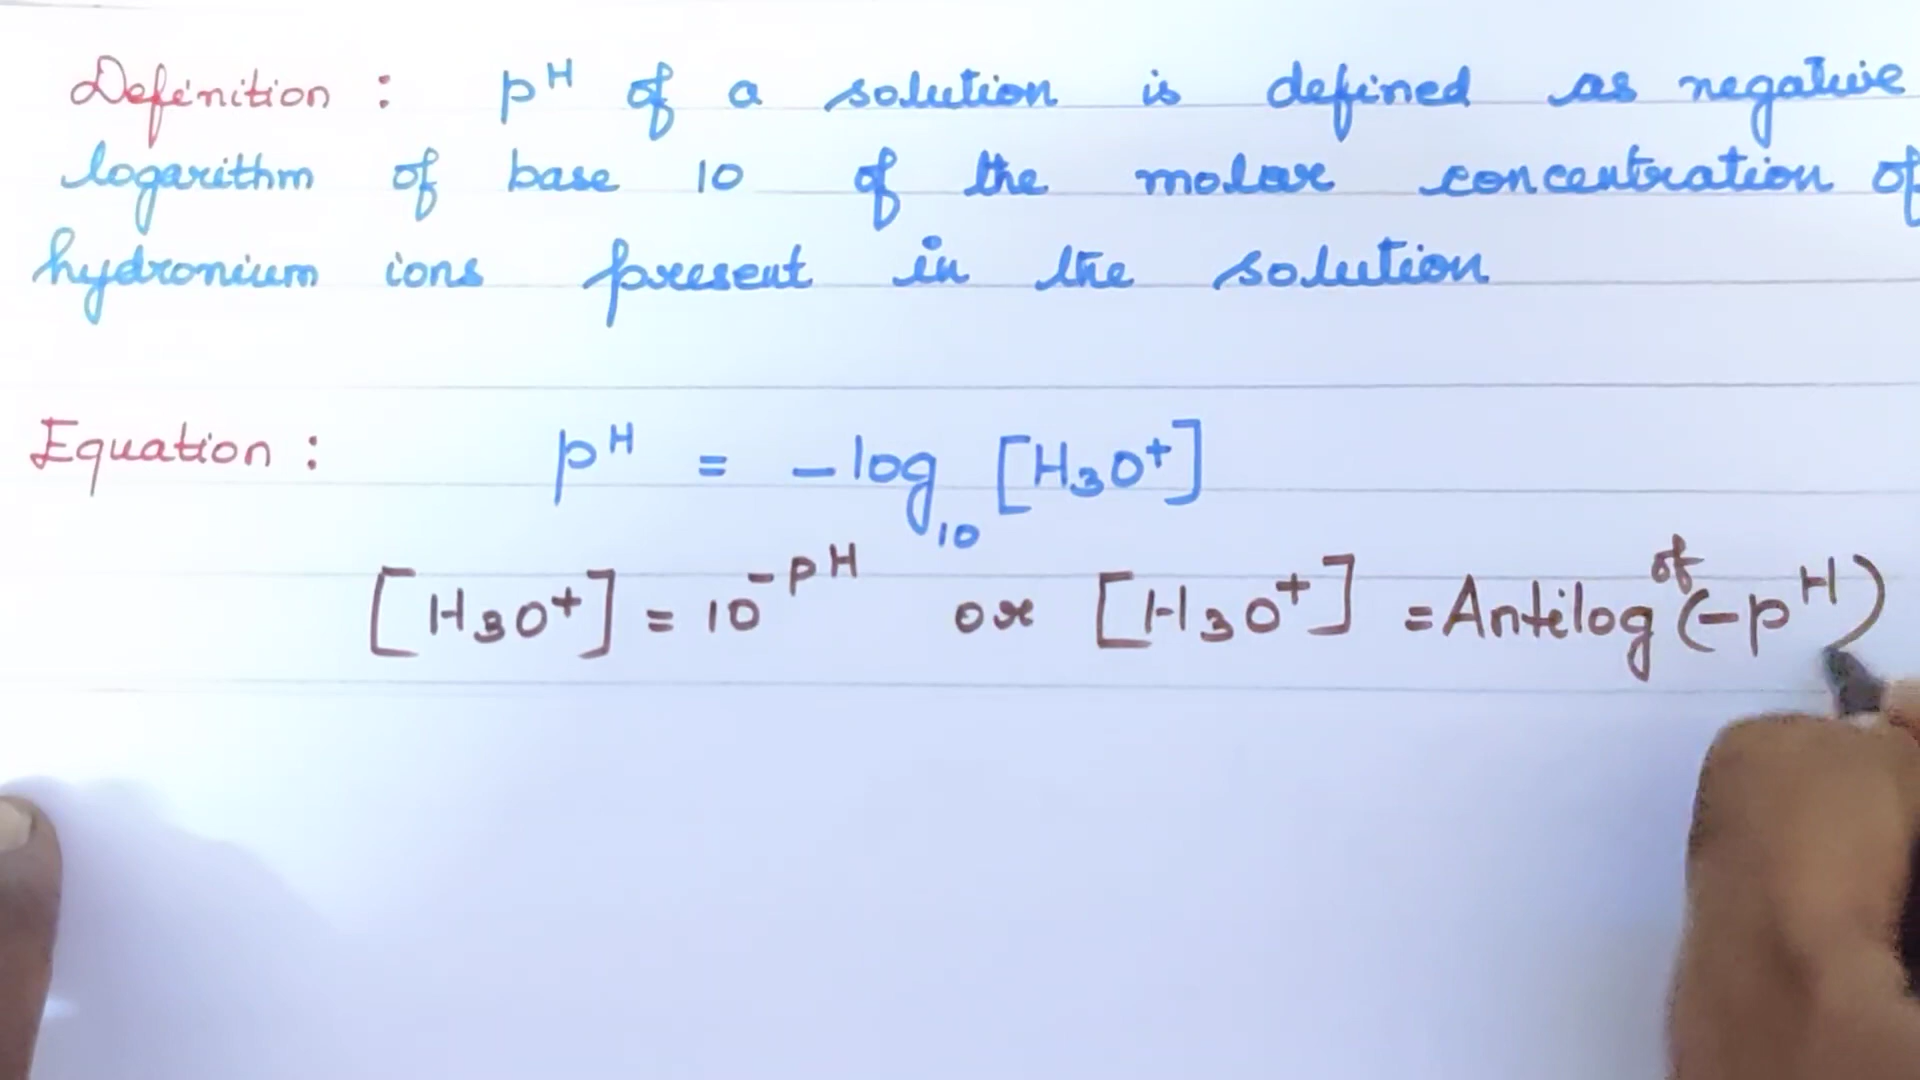 Definition : pH of a solution is defined as negative
logarithm of base 10 of the molar concentration of
hydronium ions present in the solution
Equation : pᴴ = -log₁₀ [H₃O⁺]
[H₃O⁺] = 10⁻ᵖᴴ or [H₃O⁺] = Antilog of (-pᴴ)